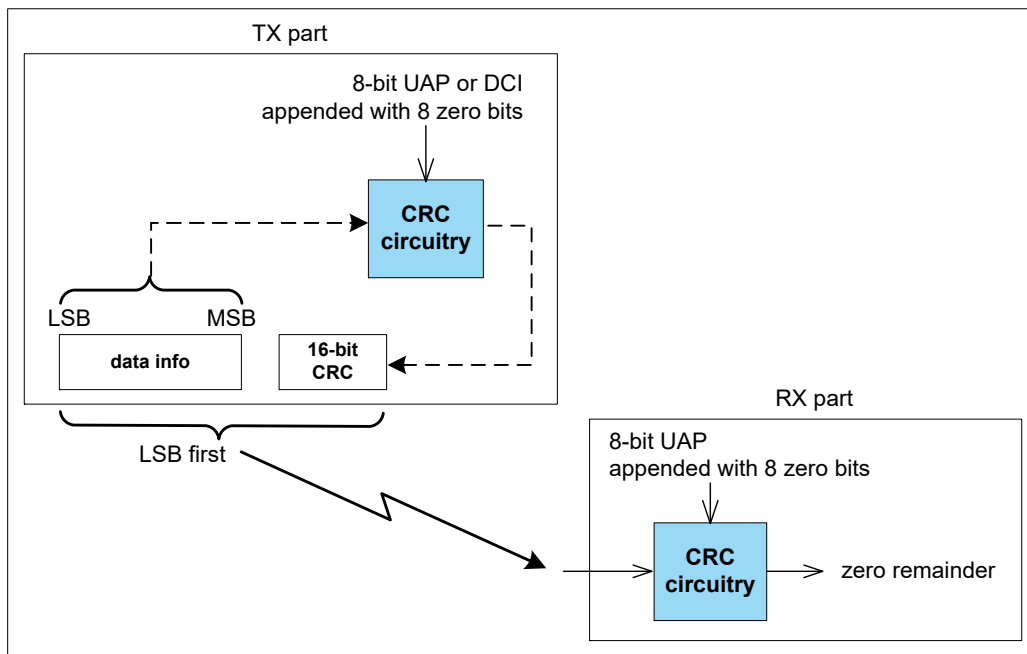 TX part
8-bit UAP or DCI
appended with 8 zero bits
CRC
circuitry
LSB
MSB
data info
16-bit
CRC
LSB first
RX part
8-bit UAP
appended with 8 zero bits
CRC
circuitry
zero remainder